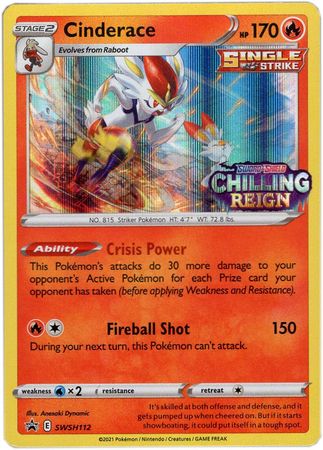 STAGE 2
Cinderace
HP 170
Evolves from Raboot
SINGLE
STRIKE
SWORD & SHIELD
CHILLING
REIGN
NO. 815 Striker Pokémon HT: 4'7" WT: 72.8 lbs.
Ability Crisis Power
This Pokémon's attacks do 30 more damage to your
opponent's Active Pokémon for each Prize card your
opponent has taken (before applying Weakness and Resistance).
Fireball Shot 150
During your next turn, this Pokémon can't attack.
weakness ×2 resistance retreat
Illus. Anesaki Dynamic
It's skilled at both offense and defense, and it
gets pumped up when cheered on. But if it starts
showboating, it could put itself in a tough spot.
E SWSH112
©2021 Pokémon / Nintendo / Creatures / GAME FREAK